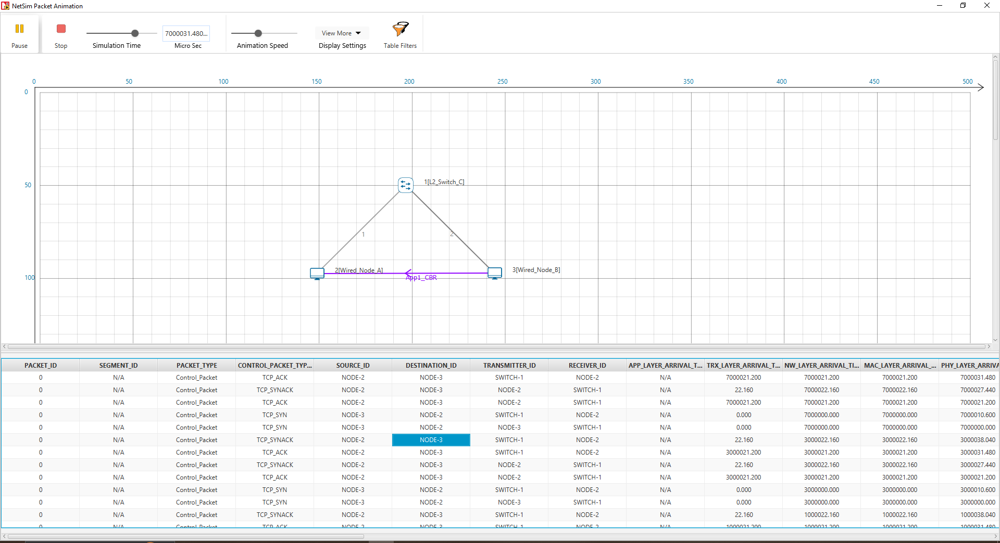 NetSim Packet Animation
Pause
Stop
Simulation Time
7000031.480...
Micro Sec
Animation Speed
View More
Display Settings
Table Filters
0 50 100 150 200 250 300 350 400 450 500
0
50
100
1[L2_Switch_C]
1
2
2[Wired_Node_A]
3[Wired_Node_B]
App1_CBR
PACKET_ID SEGMENT_ID PACKET_TYPE CONTROL_PACKET_TYP... SOURCE_ID DESTINATION_ID TRANSMITTER_ID RECEIVER_ID APP_LAYER_ARRIVAL_T... TRX_LAYER_ARRIVAL_T... NW_LAYER_ARRIVAL_TI... MAC_LAYER_ARRIVAL_... PHY_LAYER_ARRIVA
0 N/A Control_Packet TCP_ACK NODE-2 NODE-3 SWITCH-1 NODE-2 N/A 7000021.200 7000021.200 7000021.200 7000031.480
0 N/A Control_Packet TCP_SYNACK NODE-2 NODE-3 NODE-2 SWITCH-1 N/A 22.160 7000022.160 7000022.160 7000027.440
0 N/A Control_Packet TCP_ACK NODE-2 NODE-3 NODE-2 SWITCH-1 N/A 7000021.200 7000021.200 7000021.200 7000021.200
0 N/A Control_Packet TCP_SYN NODE-3 NODE-2 SWITCH-1 NODE-2 N/A 0.000 7000000.000 7000000.000 7000010.600
0 N/A Control_Packet TCP_SYN NODE-3 NODE-2 NODE-3 SWITCH-1 N/A 0.000 7000000.000 7000000.000 7000000.000
0 N/A Control_Packet TCP_SYNACK NODE-2 NODE-3 SWITCH-1 NODE-2 N/A 22.160 3000022.160 3000022.160 3000038.040
0 N/A Control_Packet TCP_ACK NODE-2 NODE-3 SWITCH-1 NODE-2 N/A 3000021.200 3000021.200 3000021.200 3000031.480
0 N/A Control_Packet TCP_SYNACK NODE-2 NODE-3 NODE-2 SWITCH-1 N/A 22.160 3000022.160 3000022.160 3000027.440
0 N/A Control_Packet TCP_ACK NODE-2 NODE-3 NODE-2 SWITCH-1 N/A 3000021.200 3000021.200 3000021.200 3000021.200
0 N/A Control_Packet TCP_SYN NODE-3 NODE-2 SWITCH-1 NODE-2 N/A 0.000 3000000.000 3000000.000 3000010.600
0 N/A Control_Packet TCP_SYN NODE-3 NODE-2 NODE-3 SWITCH-1 N/A 0.000 3000000.000 3000000.000 3000000.000
0 N/A Control_Packet TCP_SYNACK NODE-2 NODE-3 SWITCH-1 NODE-2 N/A 22.160 1000022.160 1000022.160 1000038.040
0 N/A Control_Packet TCP_ACK NODE-2 NODE-3 SWITCH-1 NODE-2 N/A 1000021.200 1000021.200 1000021.200 1000031.480